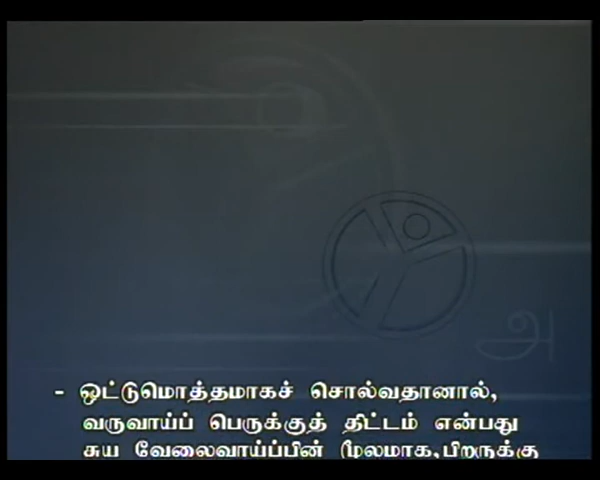 அ
- ஒட்டுமொத்தமாகச் சொல்வதானால்,
வருவாய்ப் பெருக்குத் திட்டம் என்பது
சுய வேலைவாய்ப்பின் மூலமாக,பிறருக்கு